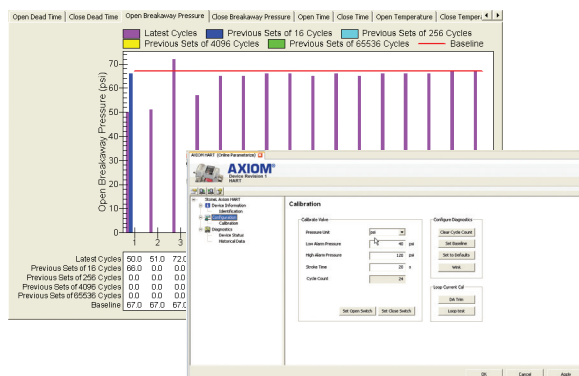 Open Dead Time Close Dead Time Open Breakaway Pressure Close Breakaway Pressure Open Time Close Time Open Temperature Close Temper
Latest Cycles Previous Sets of 16 Cycles Previous Sets of 256 Cycles
Previous Sets of 4096 Cycles Previous Sets of 65536 Cycles Baseline
Open Breakaway Pressure (psi)
70
60
50
40
30
20
10
0
1 2 3
Latest Cycles 50.0 51.0 72.0
Previous Sets of 16 Cycles 66.0 0.0 0.0
Previous Sets of 256 Cycles 0.0 0.0 0.0
Previous Sets of 4096 Cycles 0.0 0.0 0.0
Previous Sets of 65536 Cycles 0.0 0.0 0.0
Baseline 67.0 67.0 67.0
AXIOM HART (Online Parameterize)
AXIOM®
Device Revision 1
HART
StoneL Axiom HART
Device Information
Identification
Configuration
Calibration
Diagnostics
Device Status
Historical Data
Calibration
Calibrate Valve
Pressure Unit psi
Low Alarm Pressure 40 psi
High Alarm Pressure 120 psi
Stroke Time 20 s
Cycle Count 24
Set Open Switch Set Close Switch
Configure Diagnostics
Clear Cycle Count
Set Baseline
Set to Defaults
Wink
Loop Current Cal
DA Trim
Loop test
OK Cancel Apply